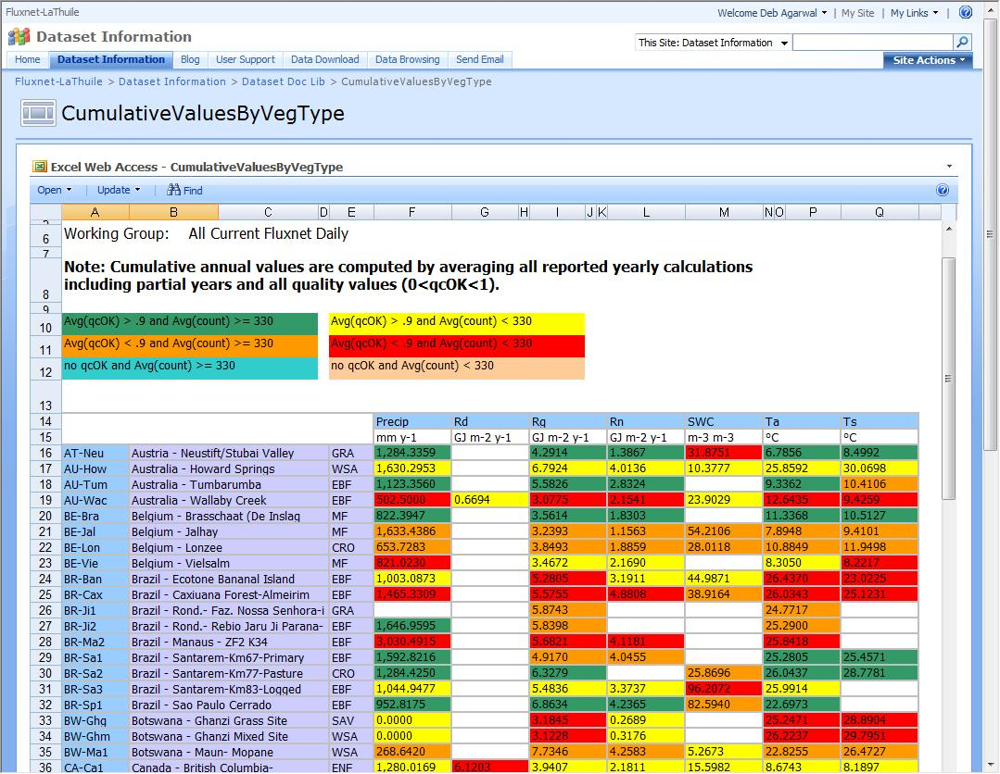 Fluxnet-LaThuile Welcome Deb Agarwal | My Site | My Links |
Dataset Information This Site: Dataset Information
Home Dataset Information Blog User Support Data Download Data Browsing Send Email Site Actions
Fluxnet-LaThuile > Dataset Information > Dataset Doc Lib > CumulativeValuesByVegType
CumulativeValuesByVegType
Excel Web Access - CumulativeValuesByVegType
Open Update Find
A B C D E F G H I J K L M N O P Q
6 Working Group: All Current Fluxnet Daily
7
8 Note: Cumulative annual values are computed by averaging all reported yearly calculations
including partial years and all quality values (0<qcOK<1).
9
10 Avg(qcOK) > .9 and Avg(count) >= 330 Avg(qcOK) > .9 and Avg(count) < 330
11 Avg(qcOK) < .9 and Avg(count) >= 330 Avg(qcOK) < .9 and Avg(count) < 330
12 no qcOK and Avg(count) >= 330 no qcOK and Avg(count) < 330
13
14 Precip Rd Rg Rn SWC Ta Ts
15 mm y-1 GJ m-2 y-1 GJ m-2 y-1 GJ m-2 y-1 m-3 m-3 ºC ºC
16 AT-Neu Austria - Neustift/Stubai Valley GRA 1,284.3359 4.2914 1.3867 31.8751 6.7856 8.4992
17 AU-How Australia - Howard Springs WSA 1,630.2953 6.7924 4.0136 10.3777 25.8592 30.0698
18 AU-Tum Australia - Tumbarumba EBF 1,123.3560 5.5826 2.8324 9.3362 10.4106
19 AU-Wac Australia - Wallaby Creek EBF 502.5000 0.6694 3.0775 2.1541 23.9029 12.6435 9.4259
20 BE-Bra Belgium - Brasschaat (De Inslag MF 822.3947 3.5614 1.8303 11.3368 10.5127
21 BE-Jal Belgium - Jalhay MF 1,633.4386 3.2393 1.1563 54.2106 7.8948 9.4101
22 BE-Lon Belgium - Lonzee CRO 653.7283 3.8493 1.8859 28.0118 10.8849 11.9498
23 BE-Vie Belgium - Vielsalm MF 821.0230 3.4672 2.1690 8.3050 8.2217
24 BR-Ban Brazil - Ecotone Bananal Island EBF 1,003.0873 5.2805 3.1911 44.9871 26.4370 23.0225
25 BR-Cax Brazil - Caxiuana Forest-Almeirim EBF 1,465.3309 5.5755 4.8808 38.9164 26.0343 25.1231
26 BR-Ji1 Brazil - Rond.- Faz. Nossa Senhora-i GRA 5.8743 24.7717
27 BR-Ji2 Brazil - Rond.- Rebio Jaru Ji Parana- EBF 1,646.9595 5.8398 25.2900
28 BR-Ma2 Brazil - Manaus - ZF2 K34 EBF 3,030.4915 5.6821 4.1181 25.8418
29 BR-Sa1 Brazil - Santarem-Km67-Primary EBF 1,592.8216 4.9170 4.0455 25.2805 25.4571
30 BR-Sa2 Brazil - Santarem-Km77-Pasture CRO 1,284.4250 6.3279 25.8696 26.0437 28.7781
31 BR-Sa3 Brazil - Santarem-Km83-Logged EBF 1,044.9477 5.4836 3.3737 96.2072 25.9914
32 BR-Sp1 Brazil - Sao Paulo Cerrado EBF 952.8175 6.8634 4.2365 82.5940 22.6973
33 BW-Ghg Botswana - Ghanzi Grass Site SAV 0.0000 3.1845 0.2689 25.2471 28.8904
34 BW-Ghm Botswana - Ghanzi Mixed Site WSA 0.0000 3.1228 0.3176 26.2237 29.7951
35 BW-Ma1 Botswana - Maun- Mopane WSA 268.6420 7.7346 4.2583 5.2673 22.8255 26.4727
36 CA-Ca1 Canada - British Columbia- ENF 1,280.0169 6.1203 3.9407 2.1811 15.5982 8.6743 8.1897